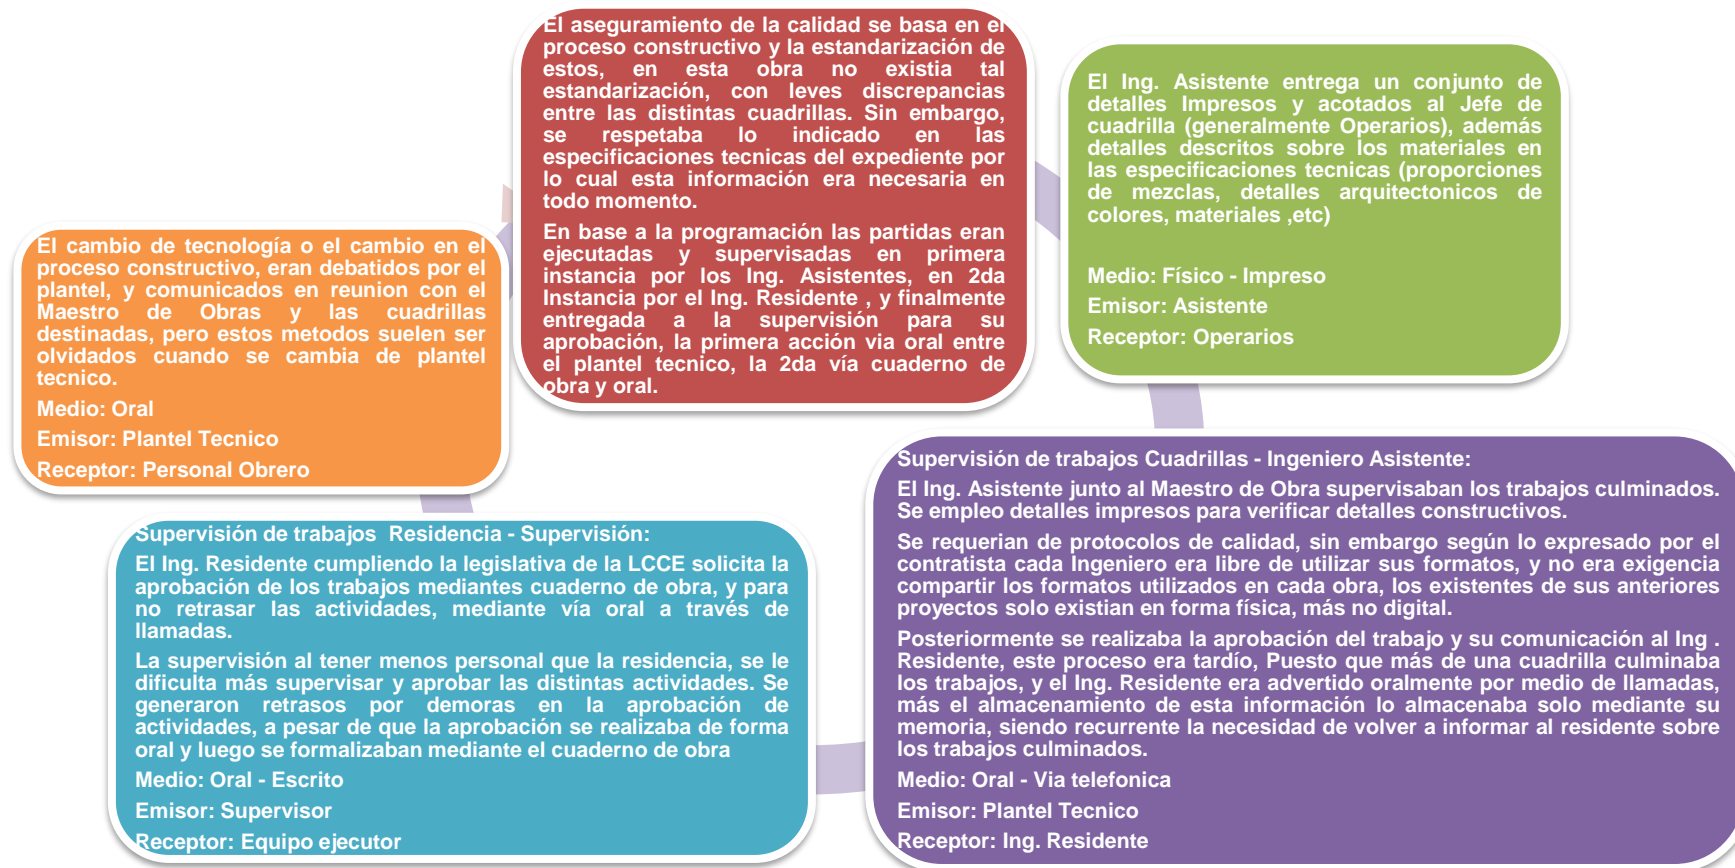 El aseguramiento de la calidad se basa en el
proceso constructivo y la estandarización de
estos, en esta obra no existia tal
estandarización, con leves discrepancias
entre las distintas cuadrillas. Sin embargo,
se respetaba lo indicado en las
especificaciones tecnicas del expediente por
lo cual esta información era necesaria en
todo momento.
En base a la programación las partidas eran
ejecutadas y supervisadas en primera
instancia por los Ing. Asistentes, en 2da
Instancia por el Ing. Residente , y finalmente
entregada a la supervisión para su
aprobación, la primera acción via oral entre
el plantel tecnico, la 2da vía cuaderno de
obra y oral.
El Ing. Asistente entrega un conjunto de
detalles Impresos y acotados al Jefe de
cuadrilla (generalmente Operarios), además
detalles descritos sobre los materiales en
las especificaciones tecnicas (proporciones
de mezclas, detalles arquitectonicos de
colores, materiales ,etc)
Medio: Físico - Impreso
Emisor: Asistente
Receptor: Operarios
Supervisión de trabajos Cuadrillas - Ingeniero Asistente:
El Ing. Asistente junto al Maestro de Obra supervisaban los trabajos culminados.
Se empleo detalles impresos para verificar detalles constructivos.
Se requerian de protocolos de calidad, sin embargo según lo expresado por el
contratista cada Ingeniero era libre de utilizar sus formatos, y no era exigencia
compartir los formatos utilizados en cada obra, los existentes de sus anteriores
proyectos solo existian en forma física, más no digital.
Posteriormente se realizaba la aprobación del trabajo y su comunicación al Ing .
Residente, este proceso era tardío, Puesto que más de una cuadrilla culminaba
los trabajos, y el Ing. Residente era advertido oralmente por medio de llamadas,
más el almacenamiento de esta información lo almacenaba solo mediante su
memoria, siendo recurrente la necesidad de volver a informar al residente sobre
los trabajos culminados.
Medio: Oral - Via telefonica
Emisor: Plantel Tecnico
Receptor: Ing. Residente
Supervisión de trabajos Residencia - Supervisión:
El Ing. Residente cumpliendo la legislativa de la LCCE solicita la
aprobación de los trabajos mediantes cuaderno de obra, y para
no retrasar las actividades, mediante vía oral a través de
llamadas.
La supervisión al tener menos personal que la residencia, se le
dificulta más supervisar y aprobar las distintas actividades. Se
generaron retrasos por demoras en la aprobación de
actividades, a pesar de que la aprobación se realizaba de forma
oral y luego se formalizaban mediante el cuaderno de obra
Medio: Oral - Escrito
Emisor: Supervisor
Receptor: Equipo ejecutor
El cambio de tecnología o el cambio en el
proceso constructivo, eran debatidos por el
plantel, y comunicados en reunion con el
Maestro de Obras y las cuadrillas
destinadas, pero estos metodos suelen ser
olvidados cuando se cambia de plantel
tecnico.
Medio: Oral
Emisor: Plantel Tecnico
Receptor: Personal Obrero